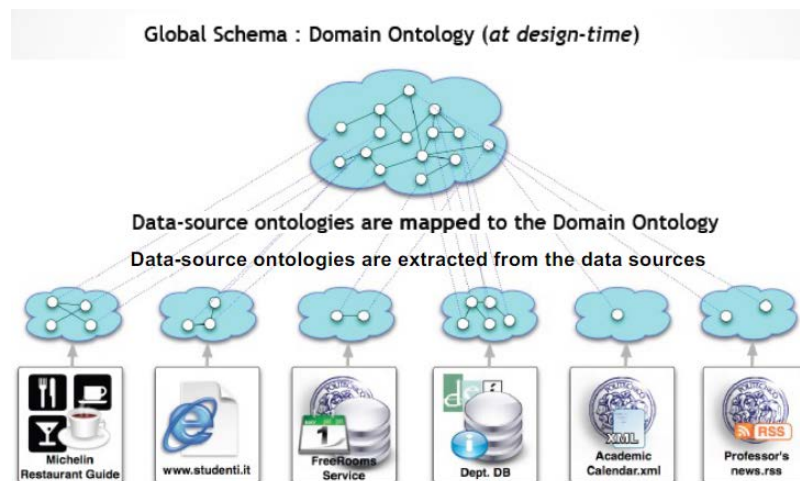 Global Schema : Domain Ontology (at design-time)
Data-source ontologies are mapped to the Domain Ontology
Data-source ontologies are extracted from the data sources
Michelin
Restaurant Guide
www.studenti.it
1
FreeRooms
Service
Dept. DB
XML
Academic
Calendar.xml
RSS
Professor's
news.rss